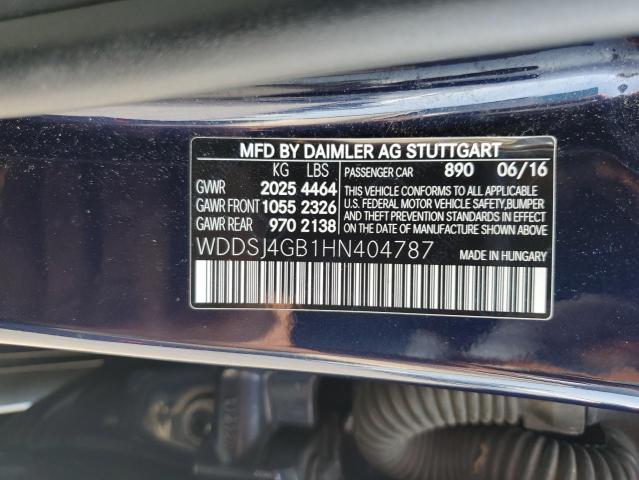 MFD BY DAIMLER AG STUTTGART
KG LBS PASSENGER CAR 890 06/16
GVWR 2025 4464
GAWR FRONT 1055 2326
GAWR REAR 970 2138
THIS VEHICLE CONFORMS TO ALL APPLICABLE
U.S. FEDERAL MOTOR VEHICLE SAFETY,BUMPER
AND THEFT PREVENTION STANDARDS IN EFFECT
ON THE DATE OF MANUFACTURE SHOWN ABOVE
WDDSJ4GB1HN404787
MADE IN HUNGARY